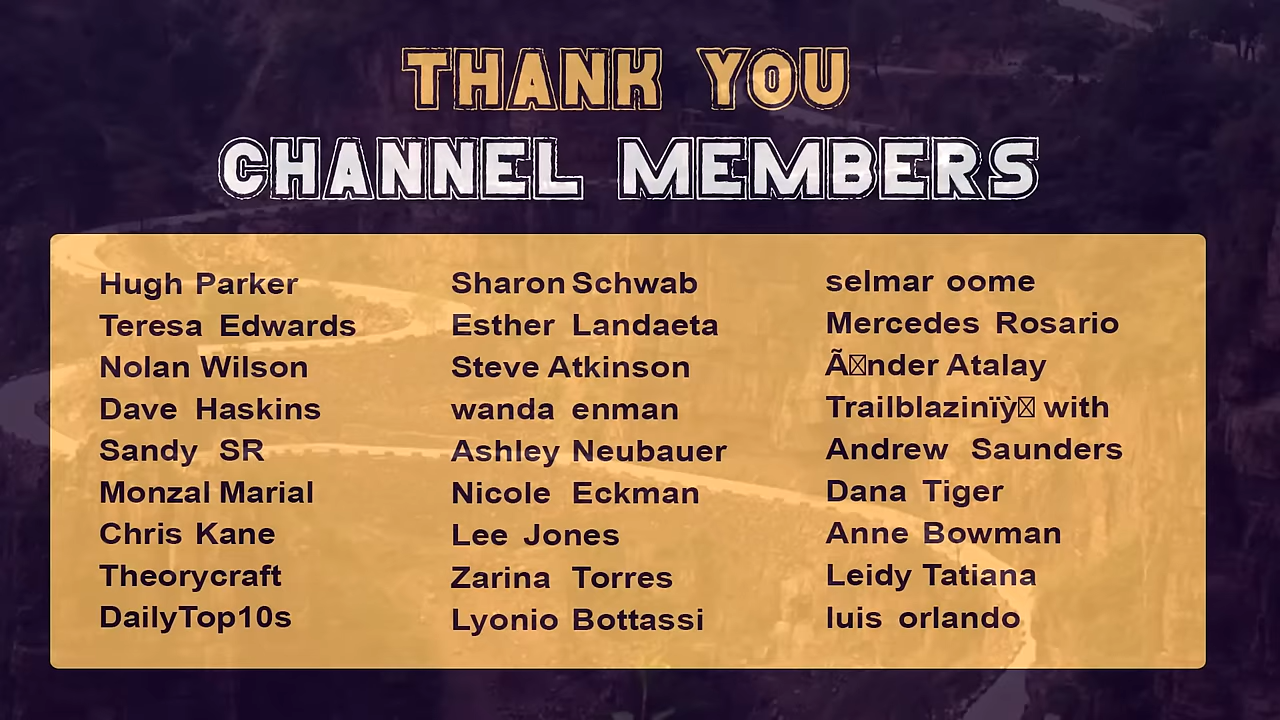 THANK YOU
CHANNEL MEMBERS
Hugh Parker
Teresa Edwards
Nolan Wilson
Dave Haskins
Sandy SR
Monzal Marial
Chris Kane
Theorycraft
DailyTop10s
Sharon Schwab
Esther Landaeta
Steve Atkinson
wanda enman
Ashley Neubauer
Nicole Eckman
Lee Jones
Zarina Torres
Lyonio Bottassi
selmar oome
Mercedes Rosario
Ã□nder Atalay
Trailblazinïỳ□ with
Andrew Saunders
Dana Tiger
Anne Bowman
Leidy Tatiana
luis orlando